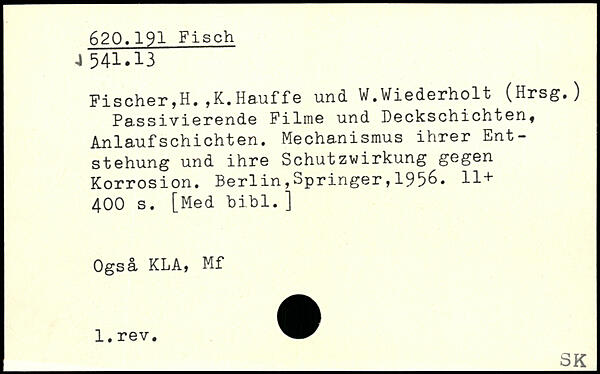 620.191 Fisch
541.13
Fischer,H.,K.Hauffe und W.Wiederholt (Hrsg.)
Passivierende Filme und Deckschichten,
Anlaufschichten. Mechanismus ihrer Ent-
stehung und ihre Schutzwirkung gegen
Korrosion. Berlin,Springer,1956. 11+
400 s. [Med bibl.]
Også KLA, Mf
1.rev.
SK